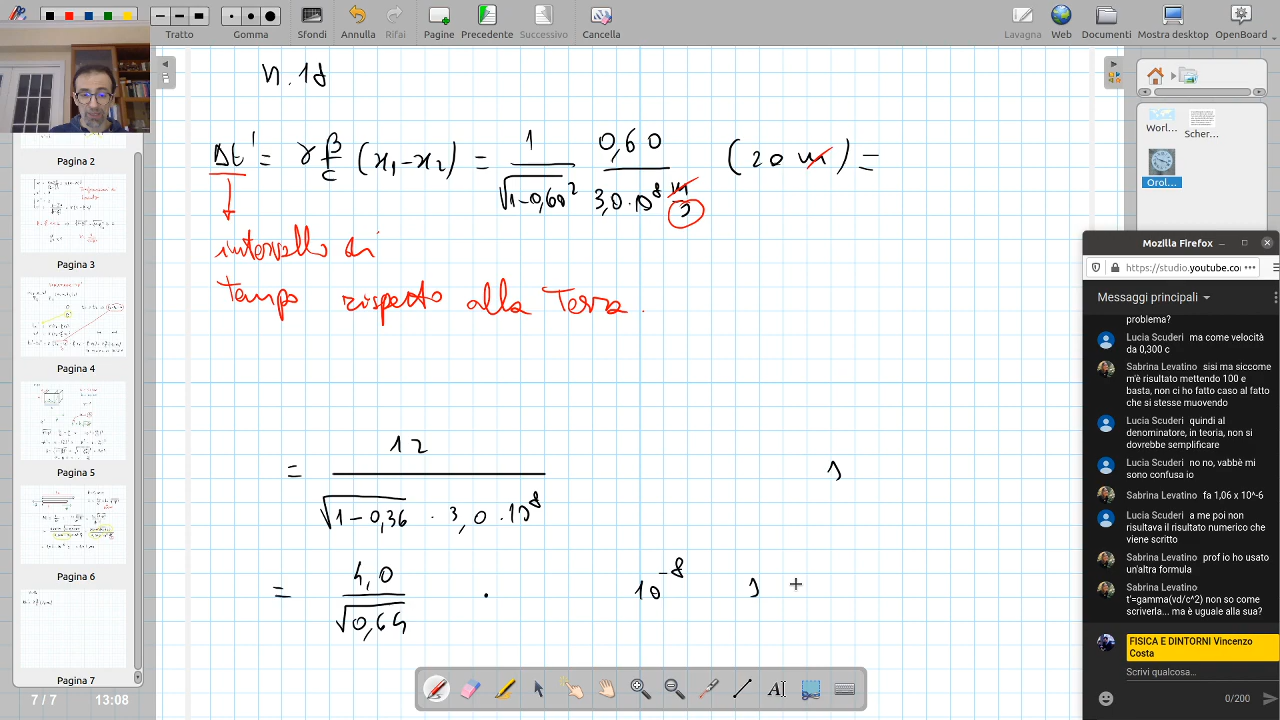 Tratto
Gomma
Sfondi
Annulla
Rifai
Pagine
Precedente
Successivo
Cancella
Lavagna
Web
Documenti
Mostra desktop
OpenBoard
Pagina 2
Pagina 3
Pagina 4
Pagina 5
Pagina 6
Pagina 7
7 / 7
13:08
n. 18
Δt' = γ β/c (x₁-x₂) = 1/√(1-0,60²) 0,60/(3,0·10⁸ m/s) (20 m) =
intervallo di
tempo rispetto alla Terra.
= 12/(√(1-0,36) · 3,0·10⁸) s
= 4,0/√0,64 · 10⁻⁸ s
Worl...
Scher...
Orol...
Mozilla Firefox
https://studio.youtube.co
Messaggi principali
problema?
Lucia Scuderi ma come velocità
da 0,300 c
Sabrina Levatino sisi ma siccome
m'è risultato mettendo 100 e
basta, non ci ho fatto caso al fatto
che si stesse muovendo
Lucia Scuderi quindi al
denominatore, in teoria, non si
dovrebbe semplificare
Lucia Scuderi no no, vabbè mi
sono confusa io
Sabrina Levatino fa 1,06 x 10^-6
Lucia Scuderi a me poi non
risultava il risultato numerico che
viene scritto
Sabrina Levatino prof io ho usato
un'altra formula
Sabrina Levatino
t'=gamma(vd/c^2) non so come
scriverla... ma è uguale alla sua?
FISICA E DINTORNI Vincenzo
Costa
Scrivi qualcosa...
0/200